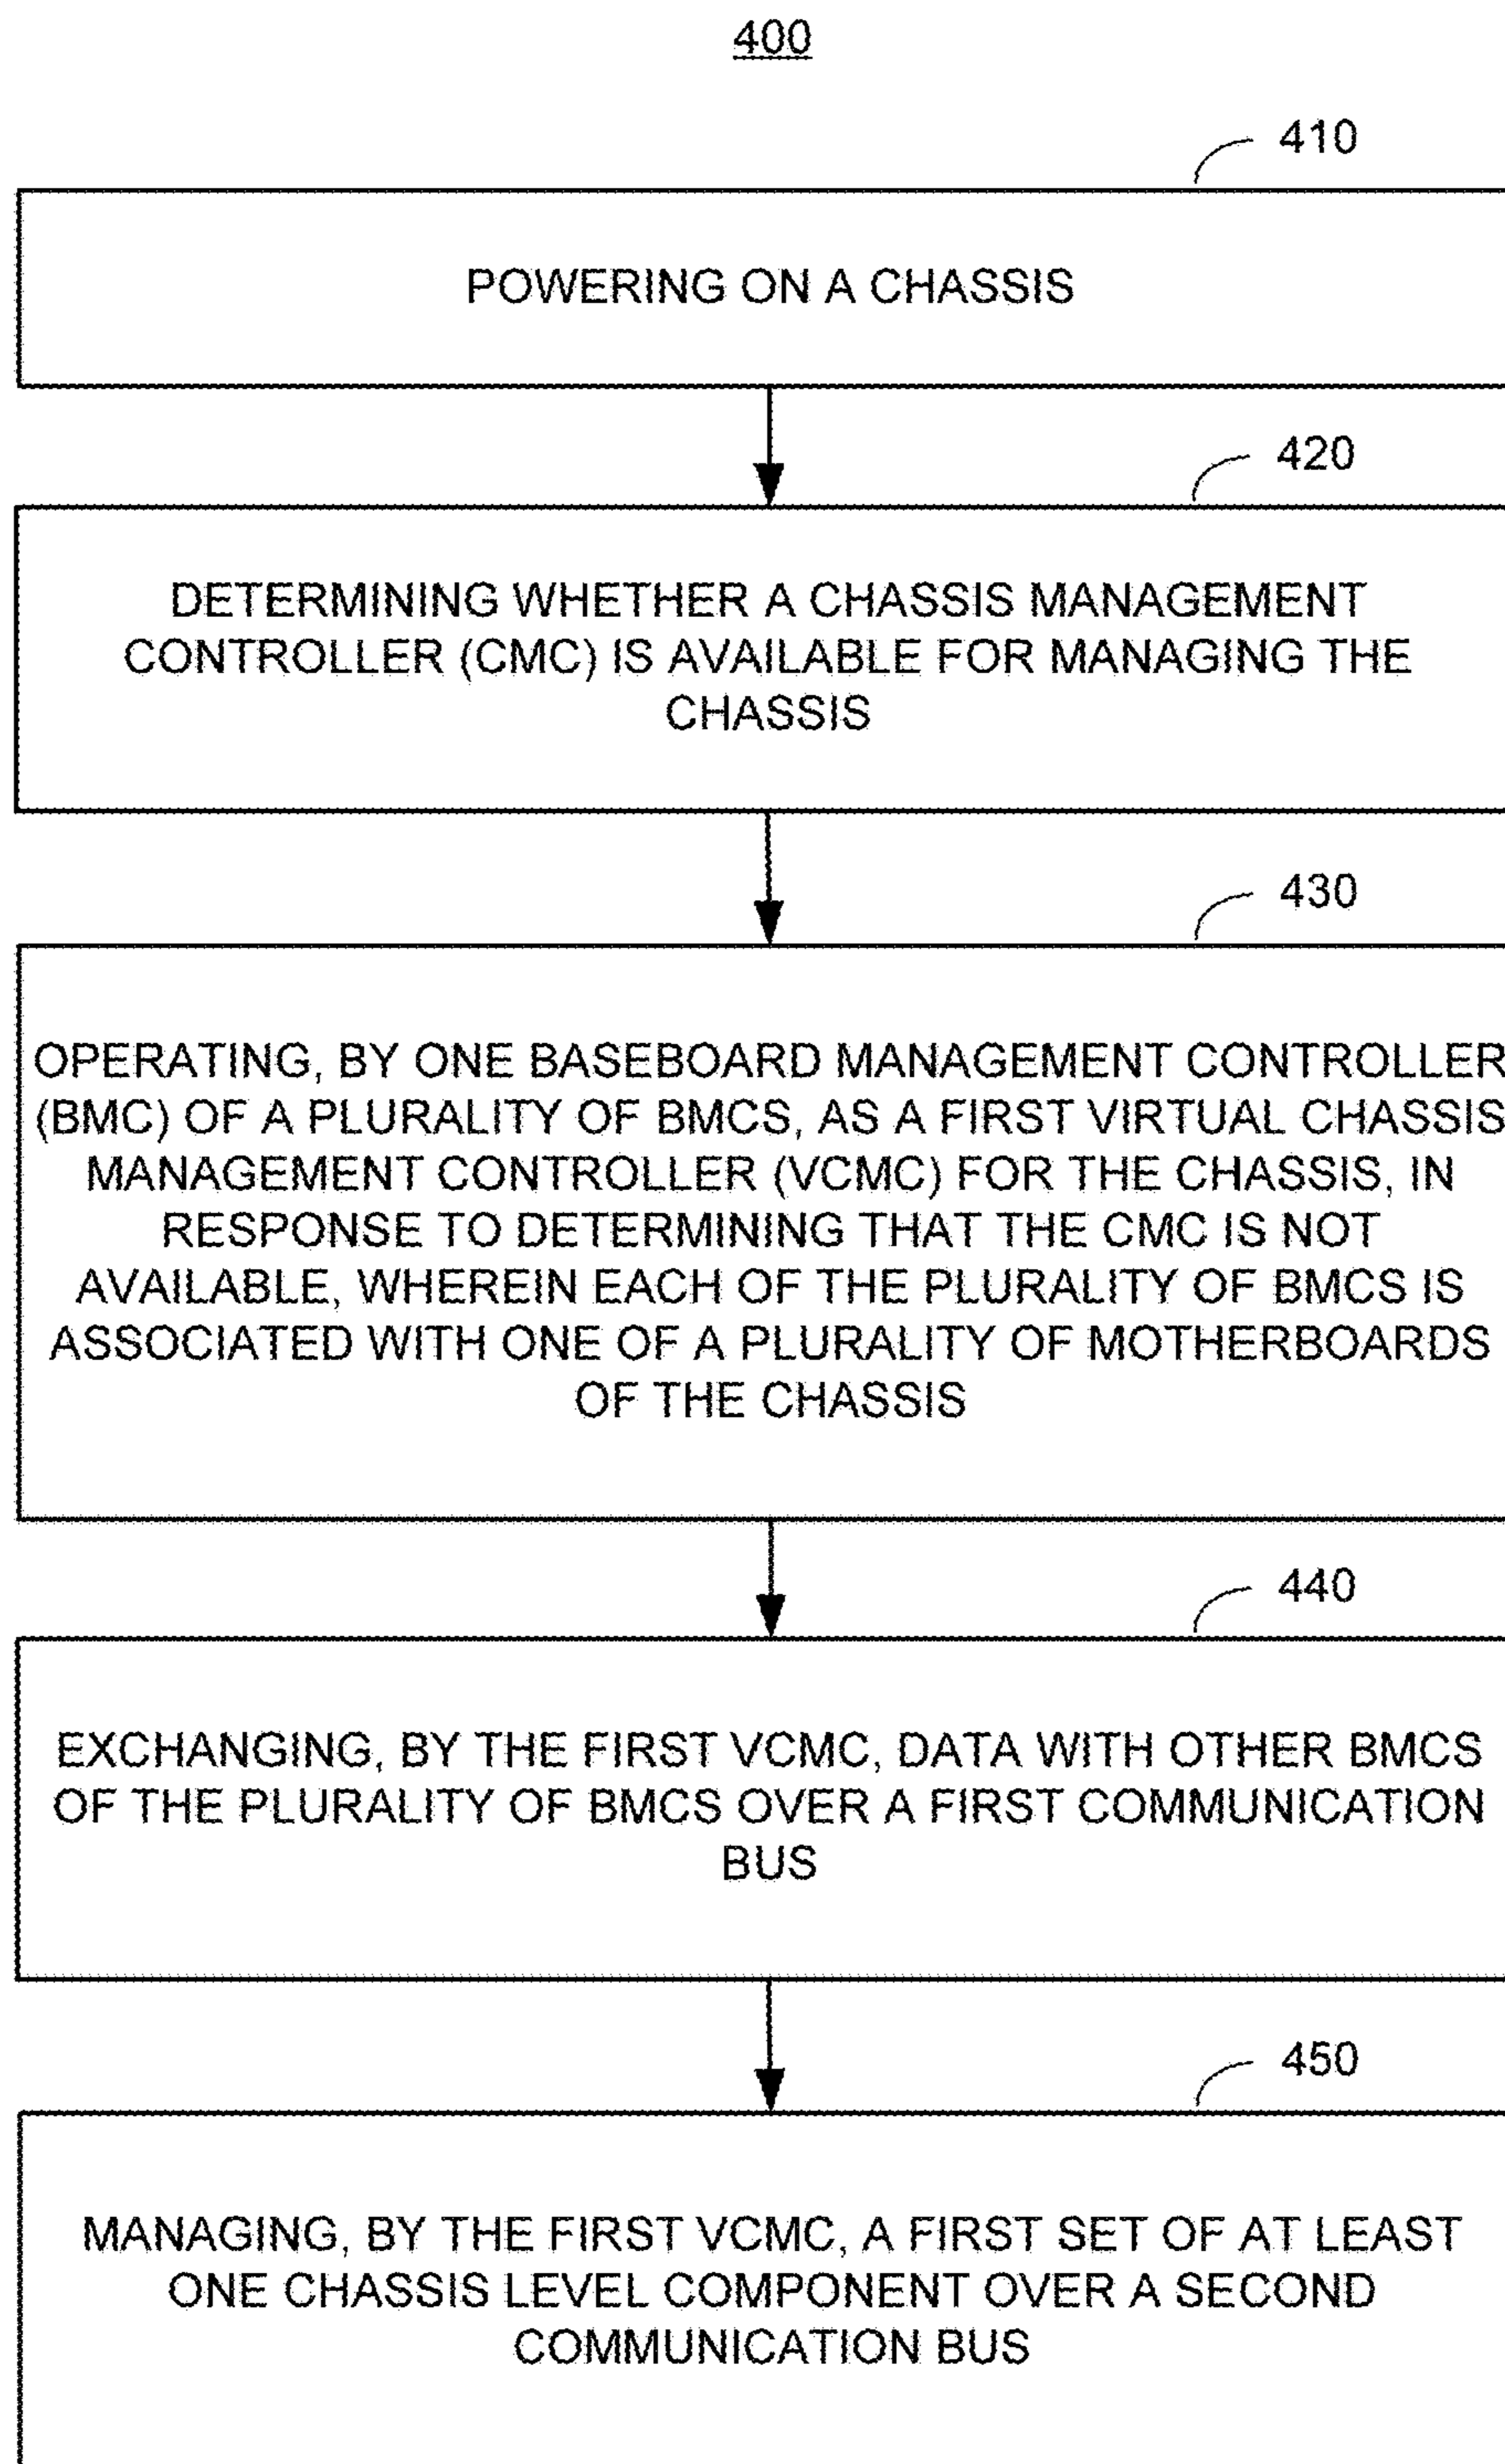 400
410
POWERING ON A CHASSIS
420
DETERMINING WHETHER A CHASSIS MANAGEMENT
CONTROLLER (CMC) IS AVAILABLE FOR MANAGING THE
CHASSIS
430
OPERATING, BY ONE BASEBOARD MANAGEMENT CONTROLLER
(BMC) OF A PLURALITY OF BMCS, AS A FIRST VIRTUAL CHASSIS
MANAGEMENT CONTROLLER (VCMC) FOR THE CHASSIS, IN
RESPONSE TO DETERMINING THAT THE CMC IS NOT
AVAILABLE, WHEREIN EACH OF THE PLURALITY OF BMCS IS
ASSOCIATED WITH ONE OF A PLURALITY OF MOTHERBOARDS
OF THE CHASSIS
440
EXCHANGING, BY THE FIRST VCMC, DATA WITH OTHER BMCS
OF THE PLURALITY OF BMCS OVER A FIRST COMMUNICATION
BUS
450
MANAGING, BY THE FIRST VCMC, A FIRST SET OF AT LEAST
ONE CHASSIS LEVEL COMPONENT OVER A SECOND
COMMUNICATION BUS